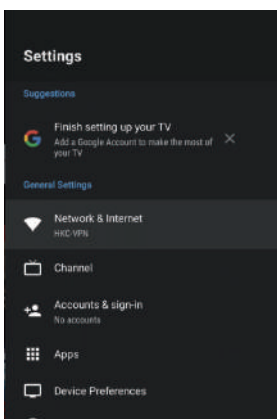 Settings
Suggestions
Finish setting up your TV
Add a Google Account to make the most of
your TV
General Settings
Network & Internet
HKC-VPN
Channel
Accounts & sign-in
No accounts
Apps
Device Preferences